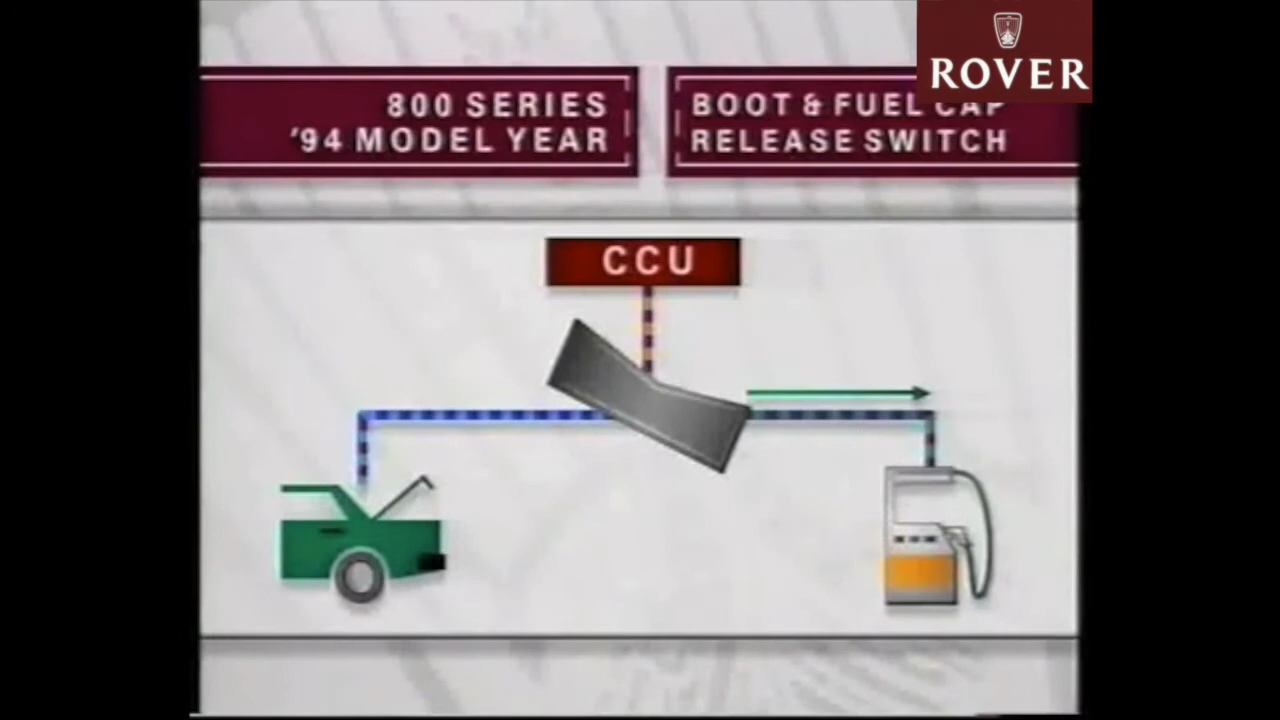 ROVER
800 SERIES
'94 MODEL YEAR
BOOT & FUEL CAP
RELEASE SWITCH
CCU